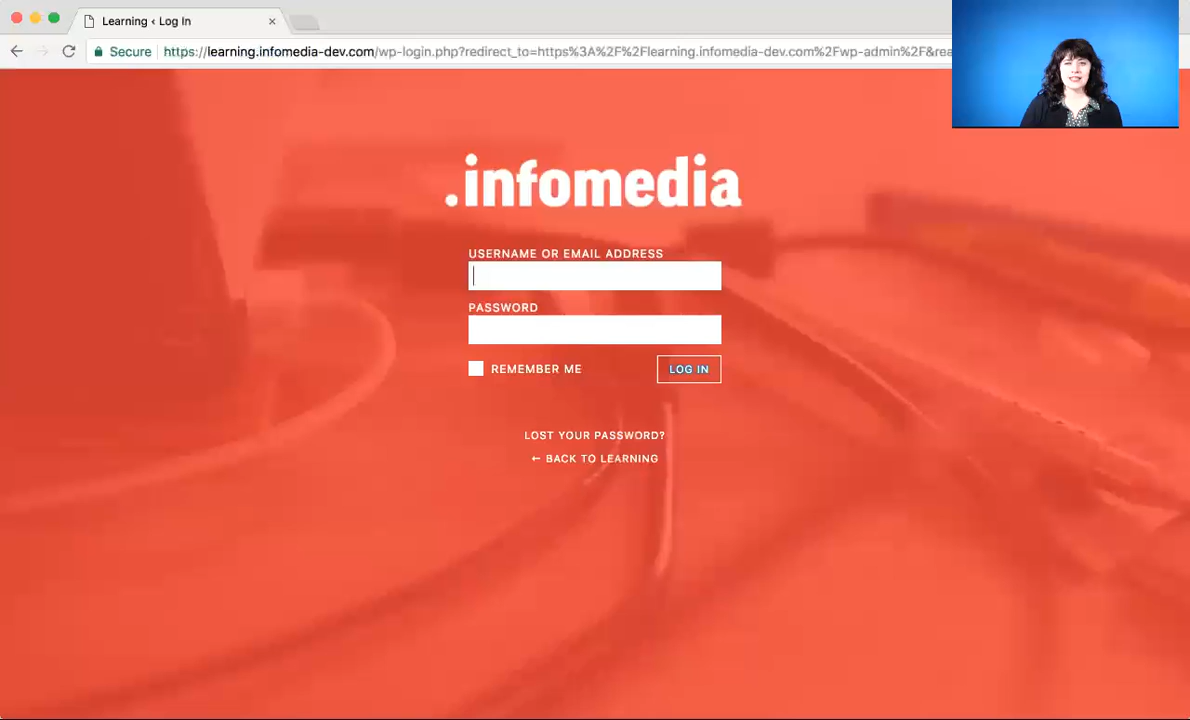 Learning ‹ Log In
Secure https://learning.infomedia-dev.com/wp-login.php?redirect_to=https%3A%2F%2Flearning.infomedia-dev.com%2Fwp-admin%2F&rea
.infomedia
USERNAME OR EMAIL ADDRESS
PASSWORD
REMEMBER ME
LOG IN
LOST YOUR PASSWORD?
← BACK TO LEARNING